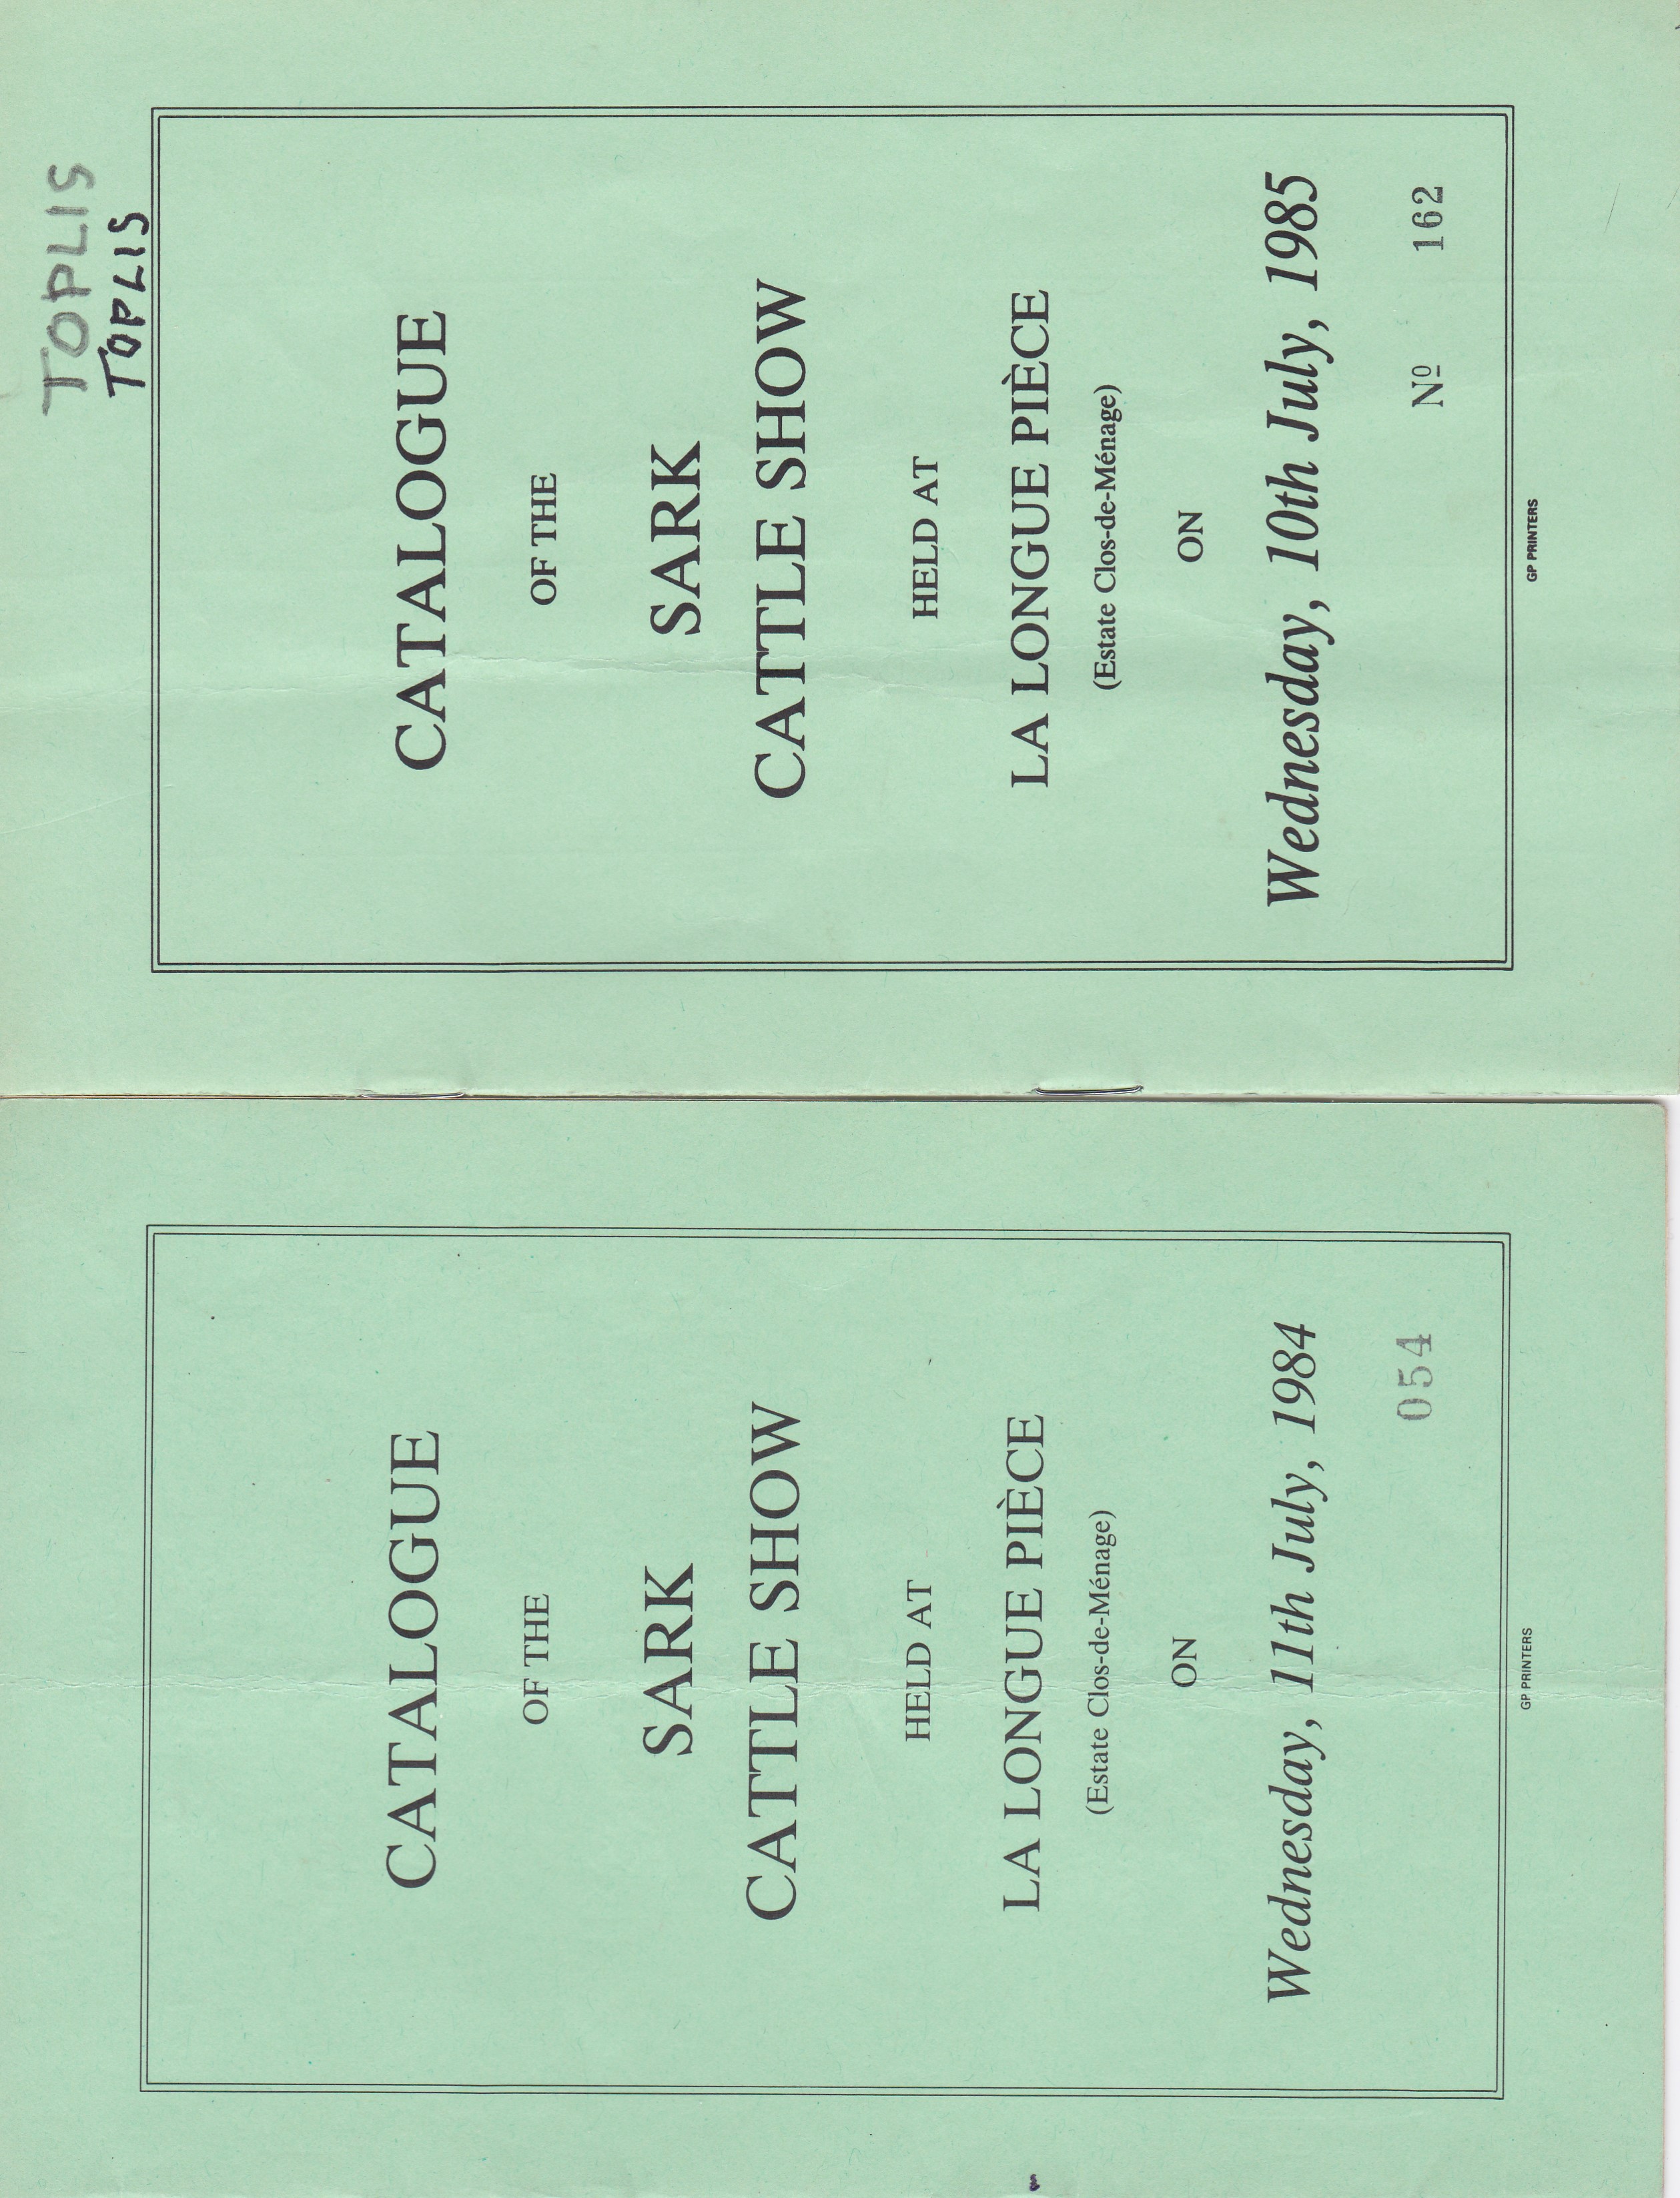 TOPLIS
TOPLIS
CATALOGUE
OF THE
SARK
CATTLE SHOW
HELD AT
LA LONGUE PIÈCE
(Estate Clos-de-Ménage)
ON
Wednesday, 10th July, 1985
Nº 162
GP PRINTERS
CATALOGUE
OF THE
SARK
CATTLE SHOW
HELD AT
LA LONGUE PIÈCE
(Estate Clos-de-Ménage)
ON
Wednesday, 11th July, 1984
054
GP PRINTERS